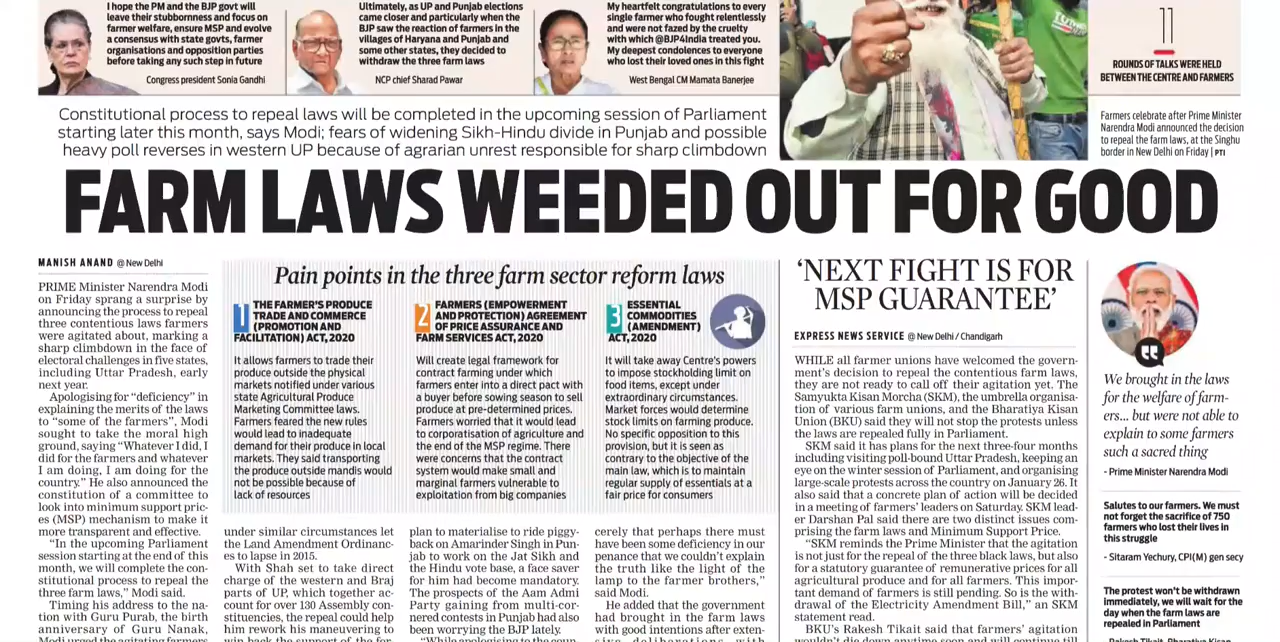 I hope the PM and the BJP govt will
leave their stubbornness and focus on
farmer welfare, ensure MSP and evolve
a consensus with state govts, farmer
organisations and opposition parties
before taking any such step in future
Congress president Sonia Gandhi
Ultimately, as UP and Punjab elections
came closer and particularly when the
BJP saw the reaction of farmers in the
villages of Haryana and Punjab and
some other states, they decided to
withdraw the three farm laws
NCP chief Sharad Pawar
My heartfelt congratulations to every
single farmer who fought relentlessly
and were not fazed by the cruelty
with which @BJP4India treated you.
My deepest condolences to everyone
who lost their loved ones in this fight
West Bengal CM Mamata Banerjee
11
ROUNDS OF TALKS WERE HELD
BETWEEN THE CENTRE AND FARMERS
Farmers celebrate after Prime Minister
Narendra Modi announced the decision
to repeal the farm laws, at the Singhu
border in New Delhi on Friday | PTI
Constitutional process to repeal laws will be completed in the upcoming session of Parliament
starting later this month, says Modi; fears of widening Sikh-Hindu divide in Punjab and possible
heavy poll reverses in western UP because of agrarian unrest responsible for sharp climbdown
FARM LAWS WEEDED OUT FOR GOOD
MANISH ANAND @ New Delhi
PRIME Minister Narendra Modi
on Friday sprang a surprise by
announcing the process to repeal
three contentious laws farmers
were agitated about, marking a
sharp climbdown in the face of
electoral challenges in five states,
including Uttar Pradesh, early
next year.
Apologising for "deficiency" in
explaining the merits of the laws
to "some of the farmers", Modi
sought to take the moral high
ground, saying "Whatever I did, I
did for the farmers and whatever
I am doing, I am doing for the
country." He also announced the
constitution of a committee to
look into minimum support pric-
es (MSP) mechanism to make it
more transparent and effective.
"In the upcoming Parliament
session starting at the end of this
month, we will complete the con-
stitutional process to repeal the
three farm laws," Modi said.
Timing his address to the na-
tion with Guru Purab, the birth
anniversary of Guru Nanak,
Modi urged the agitating farmers
Pain points in the three farm sector reform laws
1 THE FARMER'S PRODUCE
TRADE AND COMMERCE
(PROMOTION AND
FACILITATION) ACT, 2020
It allows farmers to trade their
produce outside the physical
markets notified under various
state Agricultural Produce
Marketing Committee laws.
Farmers feared the new rules
would lead to inadequate
demand for their produce in local
markets. They said transporting
the produce outside mandis would
not be possible because of
lack of resources
2 FARMERS (EMPOWERMENT
AND PROTECTION) AGREEMENT
OF PRICE ASSURANCE AND
FARM SERVICES ACT, 2020
Will create legal framework for
contract farming under which
farmers enter into a direct pact with
a buyer before sowing season to sell
produce at pre-determined prices.
Farmers worried that it would lead
to corporatisation of agriculture and
the end of the MSP regime. There
were concerns that the contract
system would make small and
marginal farmers vulnerable to
exploitation from big companies
3 ESSENTIAL
COMMODITIES
(AMENDMENT)
ACT, 2020
It will take away Centre's powers
to impose stockholding limit on
food items, except under
extraordinary circumstances.
Market forces would determine
stock limits on farming produce.
No specific opposition to this
provision, but it is seen as
contrary to the objective of the
main law, which is to maintain
regular supply of essentials at a
fair price for consumers
under similar circumstances let
the Land Amendment Ordinanc-
es to lapse in 2015.
With Shah set to take direct
charge of the western and Braj
parts of UP, which together ac-
count for over 130 Assembly con-
stituencies, the repeal could help
him rework his maneuvering to
plan to materialise to ride piggy-
back on Amarinder Singh in Pun-
jab to work on the Jat Sikh and
the Hindu vote base, a face saver
for him had become mandatory.
The prospects of the Aam Admi
Party gaining from multi-cor-
nered contests in Punjab had also
been worrying the BJP lately.
cerely that perhaps there must
have been some deficiency in our
penance that we couldn't explain
the truth like the light of the
lamp to the farmer brothers,"
said Modi.
He added that the government
had brought in the farm laws
with good intentions after exten-
'NEXT FIGHT IS FOR
MSP GUARANTEE'
EXPRESS NEWS SERVICE @ New Delhi / Chandigarh
WHILE all farmer unions have welcomed the govern-
ment's decision to repeal the contentious farm laws,
they are not ready to call off their agitation yet. The
Samyukta Kisan Morcha (SKM), the umbrella organisa-
tion of various farm unions, and the Bharatiya Kisan
Union (BKU) said they will not stop the protests unless
the laws are repealed fully in Parliament.
SKM said it has plans for the next three-four months
including visiting poll-bound Uttar Pradesh, keeping an
eye on the winter session of Parliament, and organising
large-scale protests across the country on January 26. It
also said that a concrete plan of action will be decided
in a meeting of farmers' leaders on Saturday. SKM lead-
er Darshan Pal said there are two distinct issues com-
prising the farm laws and Minimum Support Price.
"SKM reminds the Prime Minister that the agitation
is not just for the repeal of the three black laws, but also
for a statutory guarantee of remunerative prices for all
agricultural produce and for all farmers. This impor-
tant demand of farmers is still pending. So is the with-
drawal of the Electricity Amendment Bill," an SKM
statement read.
BKU's Rakesh Tikait said that farmers' agitation
We brought in the laws
for the welfare of farm-
ers... but were not able to
explain to some farmers
such a sacred thing
- Prime Minister Narendra Modi
Salutes to our farmers. We must
not forget the sacrifice of 750
farmers who lost their lives in
this struggle
- Sitaram Yechury, CPI(M) gen secy
The protest won't be withdrawn
immediately, we will wait for the
day when the farm laws are
repealed in Parliament